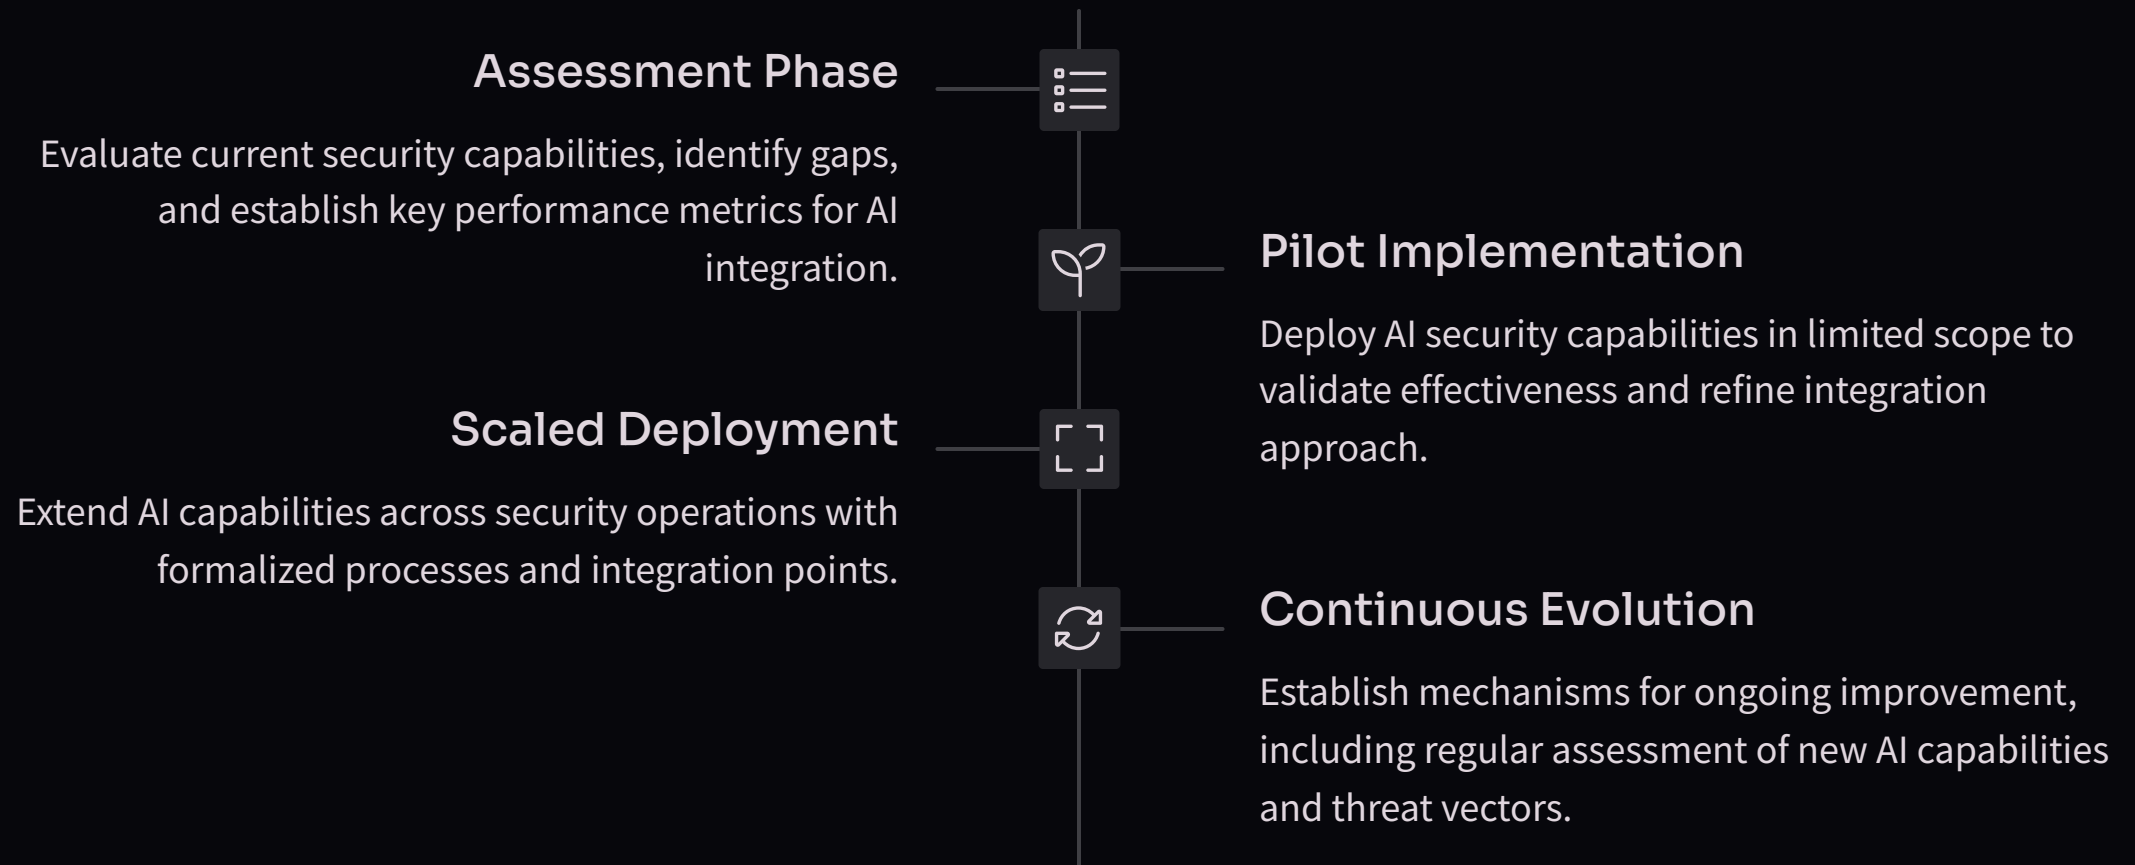 Assessment Phase
Evaluate current security capabilities, identify gaps,
and establish key performance metrics for AI
integration.
Pilot Implementation
Deploy AI security capabilities in limited scope to
validate effectiveness and refine integration
approach.
Scaled Deployment
Extend AI capabilities across security operations with
formalized processes and integration points.
Continuous Evolution
Establish mechanisms for ongoing improvement,
including regular assessment of new AI capabilities
and threat vectors.